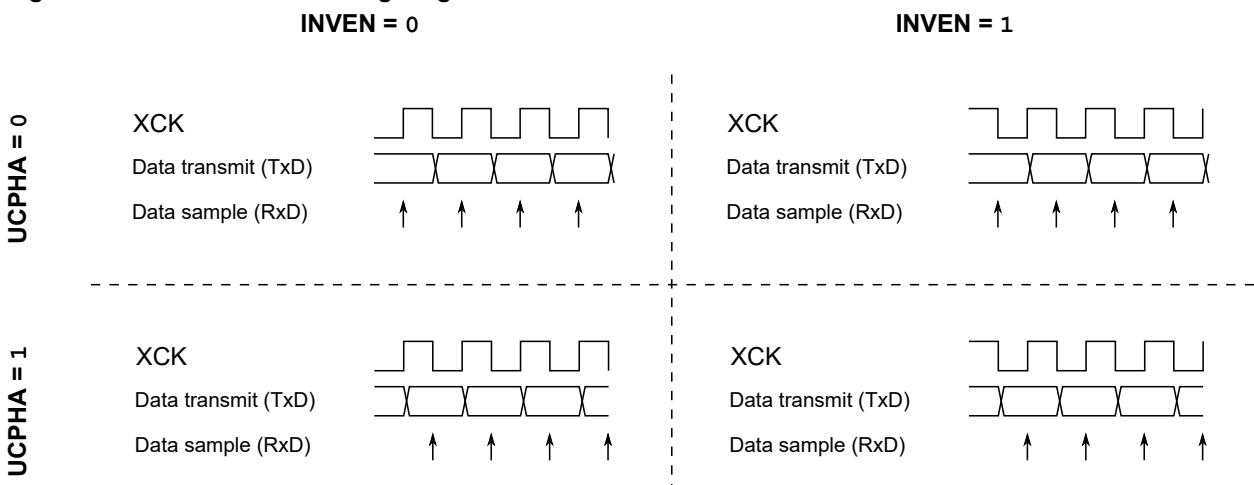 INVEN = 0
INVEN = 1
UCPHA = 0
XCK
Data transmit (TxD)
Data sample (RxD)
XCK
Data transmit (TxD)
Data sample (RxD)
UCPHA = 1
XCK
Data transmit (TxD)
Data sample (RxD)
XCK
Data transmit (TxD)
Data sample (RxD)